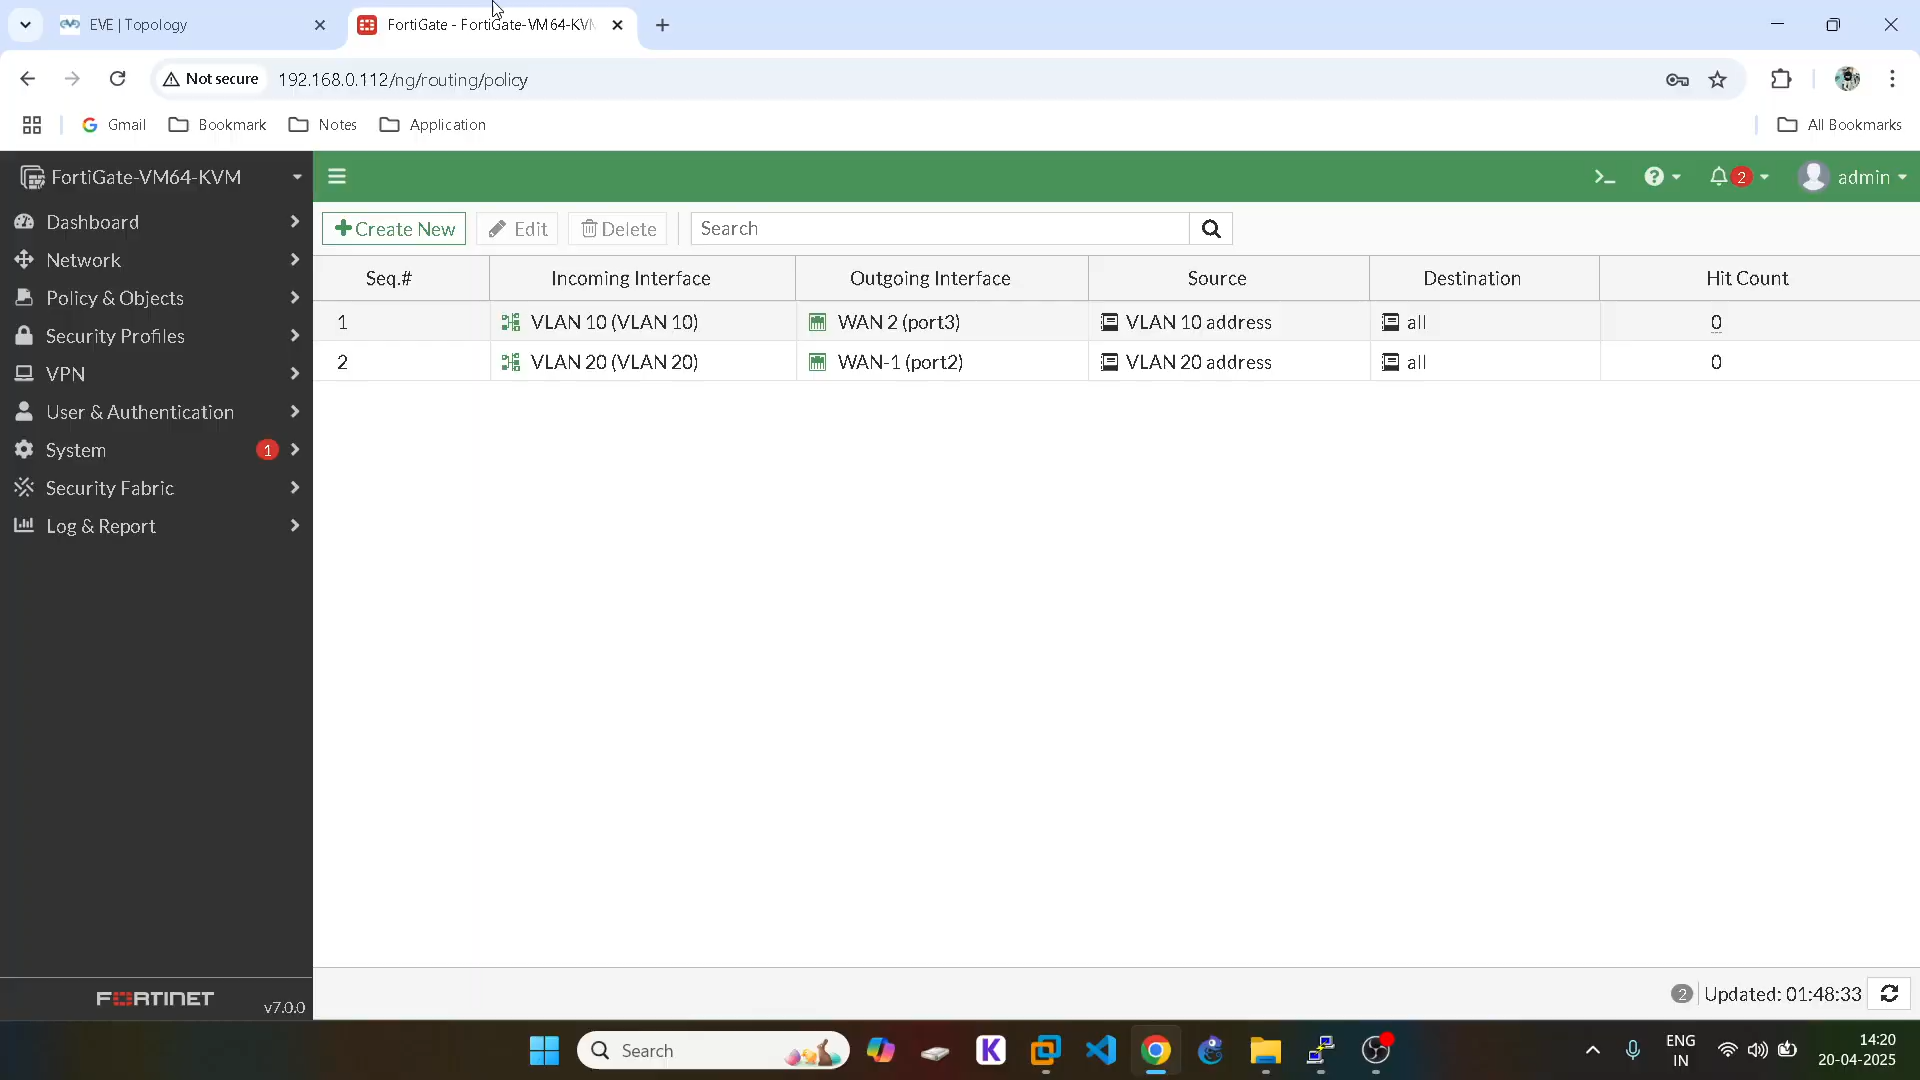 EVE | Topology
FortiGate - FortiGate-VM64-KVM
Not secure 192.168.0.112/ng/routing/policy
Gmail Bookmark Notes Application All Bookmarks
FortiGate-VM64-KVM
2 admin
Dashboard
Network
Policy & Objects
Security Profiles
VPN
User & Authentication
System 1
Security Fabric
Log & Report
Create New Edit Delete Search
Seq.# Incoming Interface Outgoing Interface Source Destination Hit Count
1 VLAN 10 (VLAN 10) WAN 2 (port3) VLAN 10 address all 0
2 VLAN 20 (VLAN 20) WAN-1 (port2) VLAN 20 address all 0
FORTINET v7.0.0
2 Updated: 01:48:33
Search
K
ENG
IN
14:20
20-04-2025